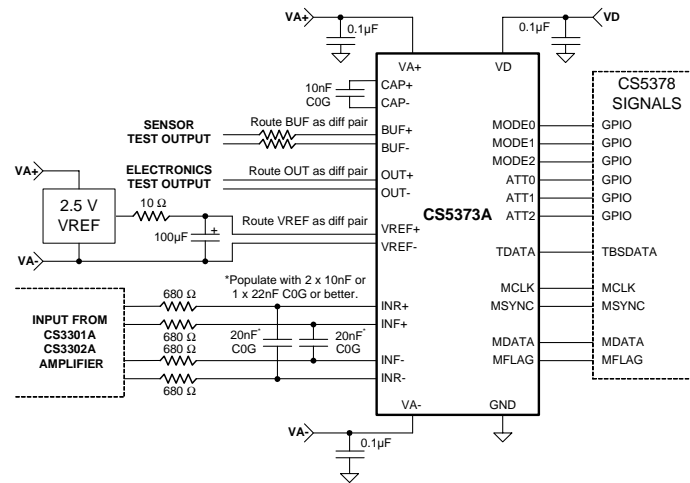 VA+
0.1µF
0.1µF
VD
VA+
VD
CS5378
SIGNALS
10nF
C0G
CAP+
CAP-
SENSOR
TEST OUTPUT
Route BUF as diff pair
BUF+
BUF-
ELECTRONICS
TEST OUTPUT
Route OUT as diff pair
OUT+
OUT-
VA+
2.5 V
VREF
10 Ω
100µF
+
Route VREF as diff pair
VREF+
VREF-
VA-
CS5373A
MODE0
GPIO
MODE1
GPIO
MODE2
GPIO
ATT0
GPIO
ATT1
GPIO
ATT2
GPIO
TDATA
TBSDATA
MCLK
MCLK
MSYNC
MSYNC
MDATA
MDATA
MFLAG
MFLAG
*Populate with 2 x 10nF or
1 x 22nF C0G or better.
INPUT FROM
CS3301A
CS3302A
AMPLIFIER
680 Ω
680 Ω
680 Ω
680 Ω
20nF*
C0G
20nF*
C0G
INR+
INF+
INF-
INR-
VA-
GND
VA-
0.1µF